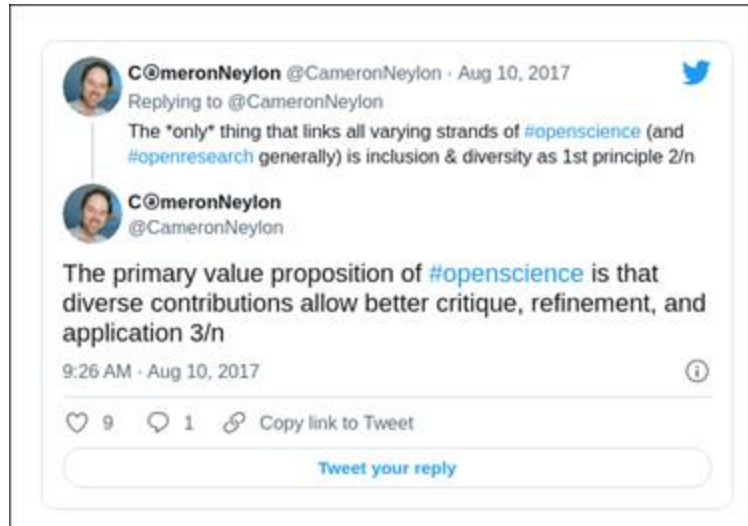 CⓐmeronNeylon @CameronNeylon · Aug 10, 2017
Replying to @CameronNeylon
The *only* thing that links all varying strands of #openscience (and
#openresearch generally) is inclusion & diversity as 1st principle 2/n
CⓐmeronNeylon
@CameronNeylon
The primary value proposition of #openscience is that
diverse contributions allow better critique, refinement, and
application 3/n
9:26 AM · Aug 10, 2017
9 1 Copy link to Tweet
Tweet your reply